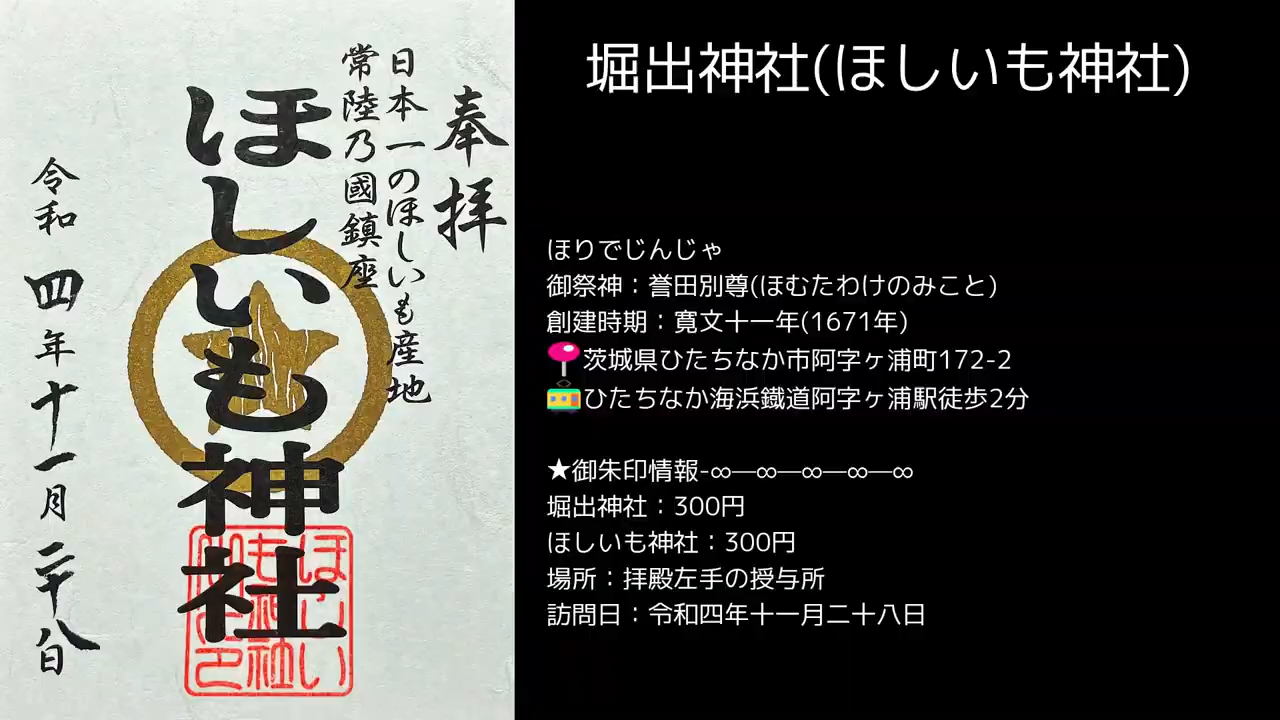 奉拝
日本一のほしいも産地
常陸乃國鎮座
ほしいも神社
令和四年十一月二十八日
堀出神社(ほしいも神社)
ほりでじんじゃ
御祭神：誉田別尊(ほむたわけのみこと)
創建時期：寛文十一年(1671年)
茨城県ひたちなか市阿字ヶ浦町172-2
ひたちなか海浜鐵道阿字ヶ浦駅徒歩2分
★御朱印情報-∞—∞—∞—∞—∞
堀出神社：300円
ほしいも神社：300円
場所：拝殿左手の授与所
訪問日：令和四年十一月二十八日